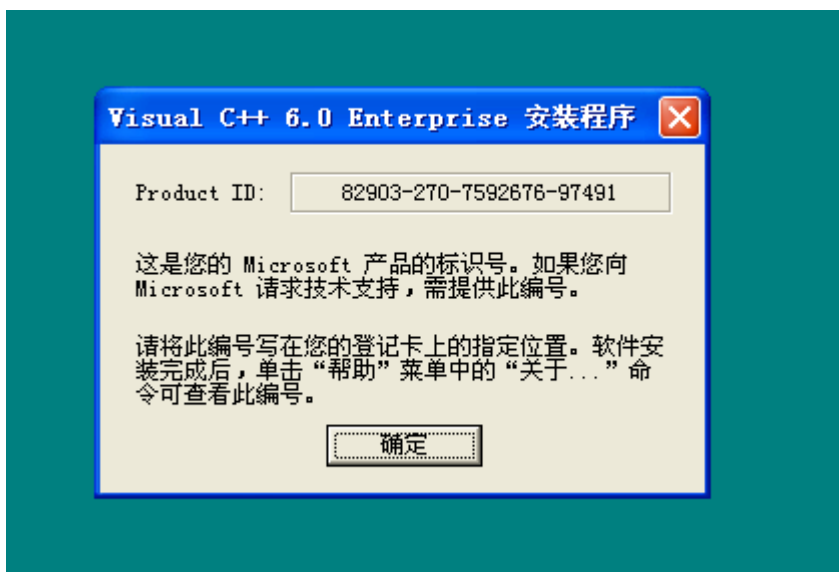 Visual C++ 6.0 Enterprise 安装程序
Product ID: 82903-270-7592676-97491
这是您的 Microsoft 产品的标识号。如果您向
Microsoft 请求技术支持，需提供此编号。
请将此编号写在您的登记卡上的指定位置。软件安
装完成后，单击“帮助”菜单中的“关于...”命
令可查看此编号。
确定